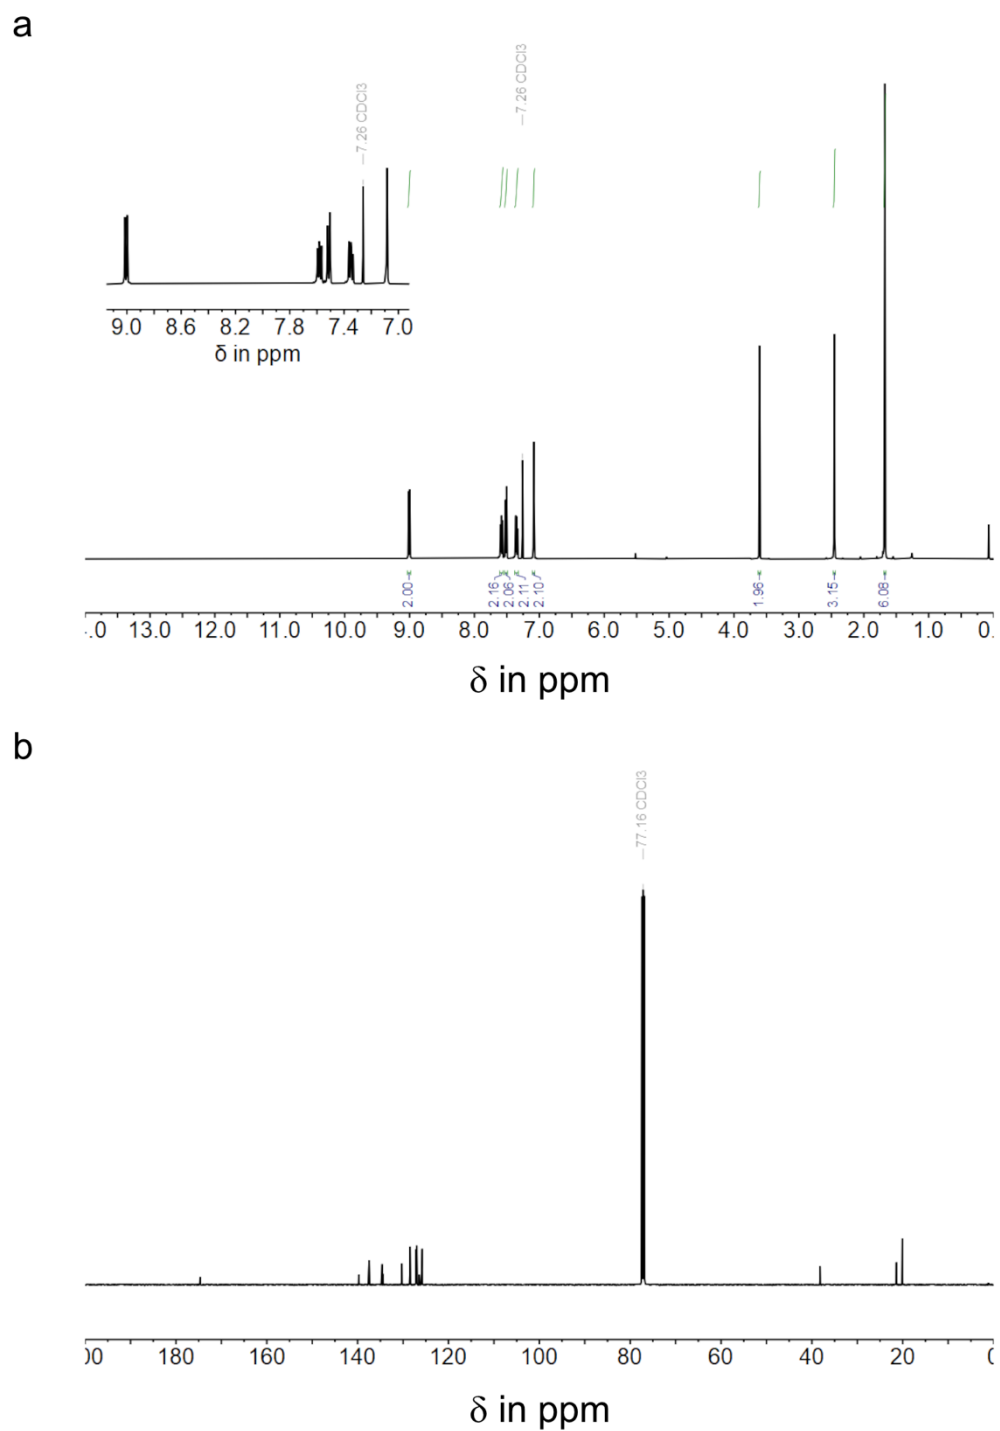 a
—7.26 CDCl3
—7.26 CDCl3
9.0 8.6 8.2 7.8 7.4 7.0
δ in ppm
2.00 2.16 2.06 2.11 2.10 1.96 3.15 6.08
.0 13.0 12.0 11.0 10.0 9.0 8.0 7.0 6.0 5.0 4.0 3.0 2.0 1.0 0.
δ in ppm
b
—77.16 CDCl3
00 180 160 140 120 100 80 60 40 20
δ in ppm